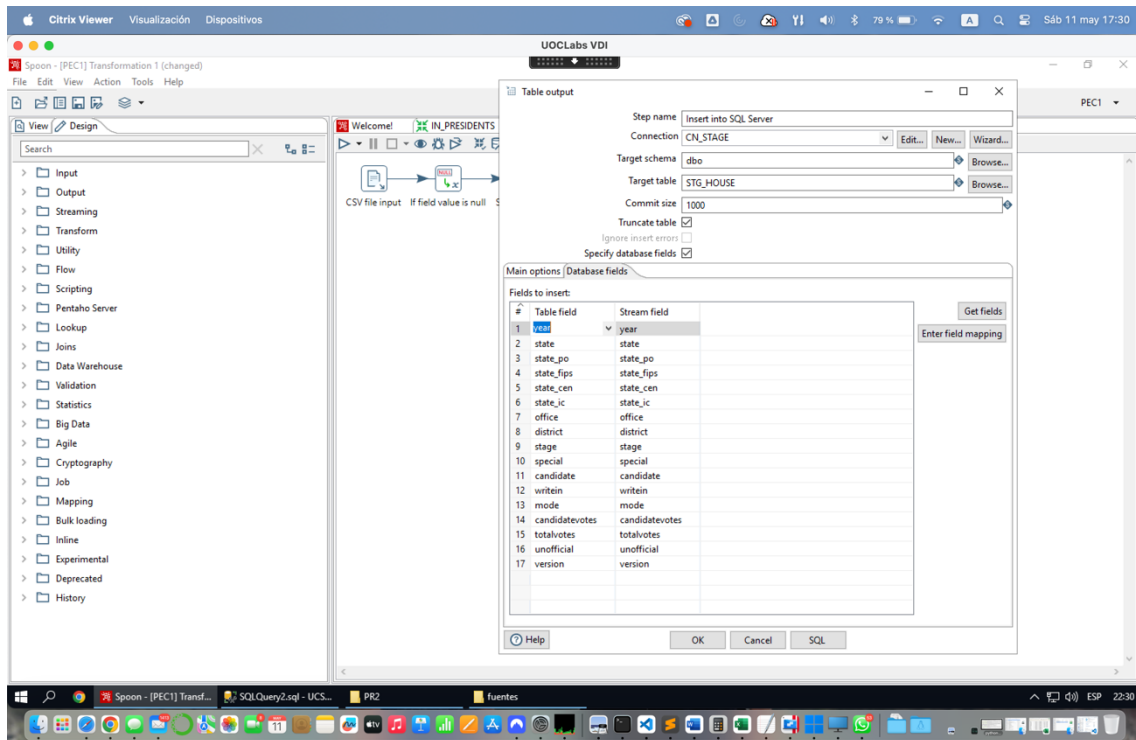 Citrix Viewer Visualización Dispositivos 79 % A Sáb 11 may 17:30
UOCLabs VDI
Spoon - [PEC1] Transformation 1 (changed)
File Edit View Action Tools Help
PEC1
View Design
Search
Input
Output
Streaming
Transform
Utility
Flow
Scripting
Pentaho Server
Lookup
Joins
Data Warehouse
Validation
Statistics
Big Data
Agile
Cryptography
Job
Mapping
Bulk loading
Inline
Experimental
Deprecated
History
Welcome! IN_PRESIDENTS
CSV file input If field value is null S
Table output
Step name Insert into SQL Server
Connection CN_STAGE Edit... New... Wizard...
Target schema dbo Browse...
Target table STG_HOUSE Browse...
Commit size 1000
Truncate table
Ignore insert errors
Specify database fields
Main options Database fields
Fields to insert:
# Table field Stream field
1 year year
2 state state
3 state_po state_po
4 state_fips state_fips
5 state_cen state_cen
6 state_ic state_ic
7 office office
8 district district
9 stage stage
10 special special
11 candidate candidate
12 writein writein
13 mode mode
14 candidatevotes candidatevotes
15 totalvotes totalvotes
16 unofficial unofficial
17 version version
Get fields
Enter field mapping
Help OK Cancel SQL
Spoon - [PEC1] Transf... SQLQuery2.sql - UCS... PR2 fuentes ESP 22:30